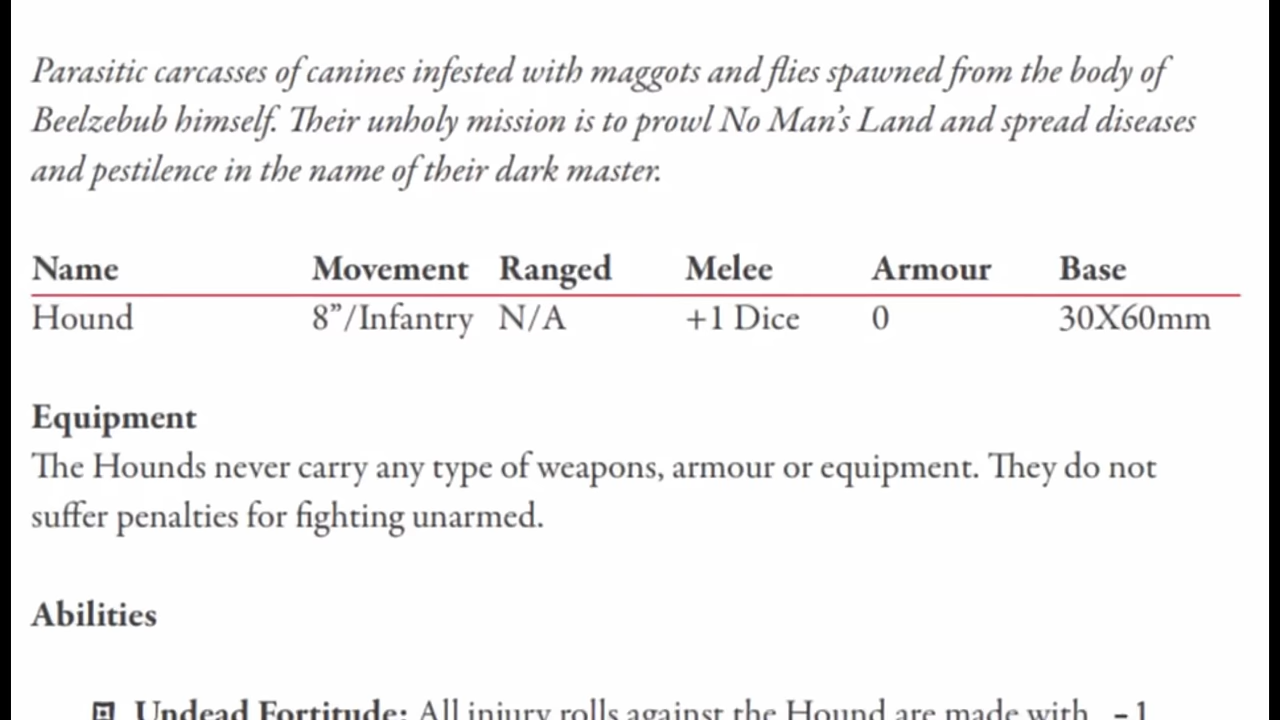 Parasitic carcasses of canines infested with maggots and flies spawned from the body of
Beelzebub himself. Their unholy mission is to prowl No Man’s Land and spread diseases
and pestilence in the name of their dark master.
Name Movement Ranged Melee Armour Base
Hound 8”/Infantry N/A +1 Dice 0 30X60mm
Equipment
The Hounds never carry any type of weapons, armour or equipment. They do not
suffer penalties for fighting unarmed.
Abilities
Undead Fortitude: All injury rolls against the Hound are made with -1